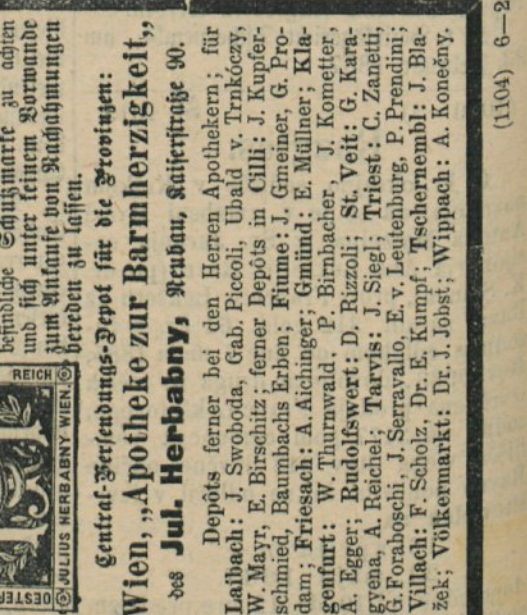 befindliche Schutzmarke zu achten
und sich unter keinem Vorwande
zum Ankaufe von Nachahmungen
bereden zu lassen.
REICH
OESTER
JULIUS HERBABNY WIEN
Central-Versendungs-Depot für die Provinzen:
Wien, „Apotheke zur Barmherzigkeit„
des Jul. Herbabny, Neubau, Kaiserstraße 90.
Depôts ferner bei den Herren Apothekern; für
Laibach: J. Swoboda, Gab. Piccoli, Ubald v. Trnkóczy,
W. Mayr, E. Birschitz, ferner Depôts in Cilli: J. Kupfer-
schmied, Baumbachs Erben; Fiume: J. Gmeiner, G. Pro-
dam; Friesach: A. Aichinger; Gmünd: E. Müllner; Kla-
genfurt: W. Thurnwald, P. Birnbacher, J. Kometter,
A. Egger; Rudolfswert: D. Rizzoli; St. Veit: G. Kara-
ryena, A. Reichel; Tarvis: J. Siegl; Triest: C. Zanetti,
G. Foraboschi, J. Serravallo, E. v. Leutenburg, P. Prendini;
Villach: F. Scholz, Dr. E. Kumpf; Tschernembl: J. Bla-
žek; Völkermarkt: Dr. J. Jobst; Wippach: A. Konečny.
(1104) 6—2